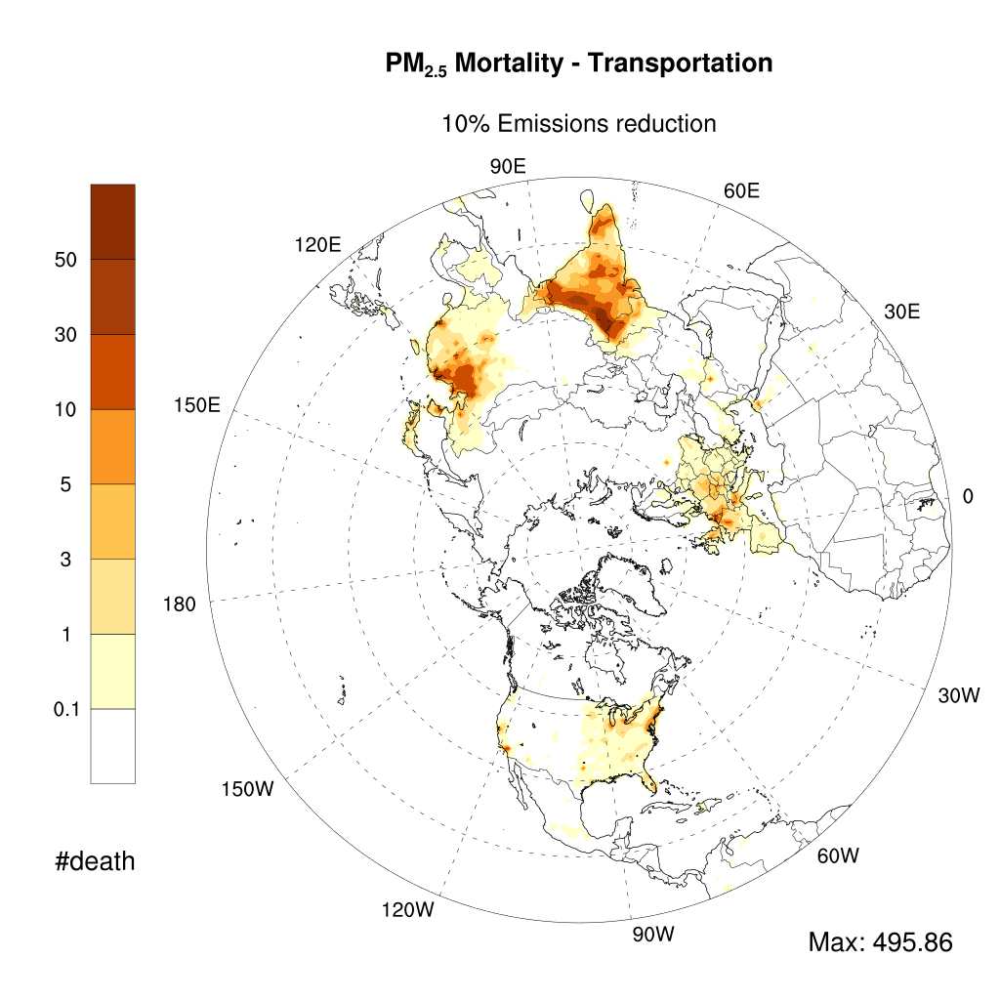 PM2.5 Mortality - Transportation
10% Emissions reduction
90E
60E
120E
30E
150E
0
180
30W
150W
60W
120W
90W
50
30
10
5
3
1
0.1
#death
Max: 495.86